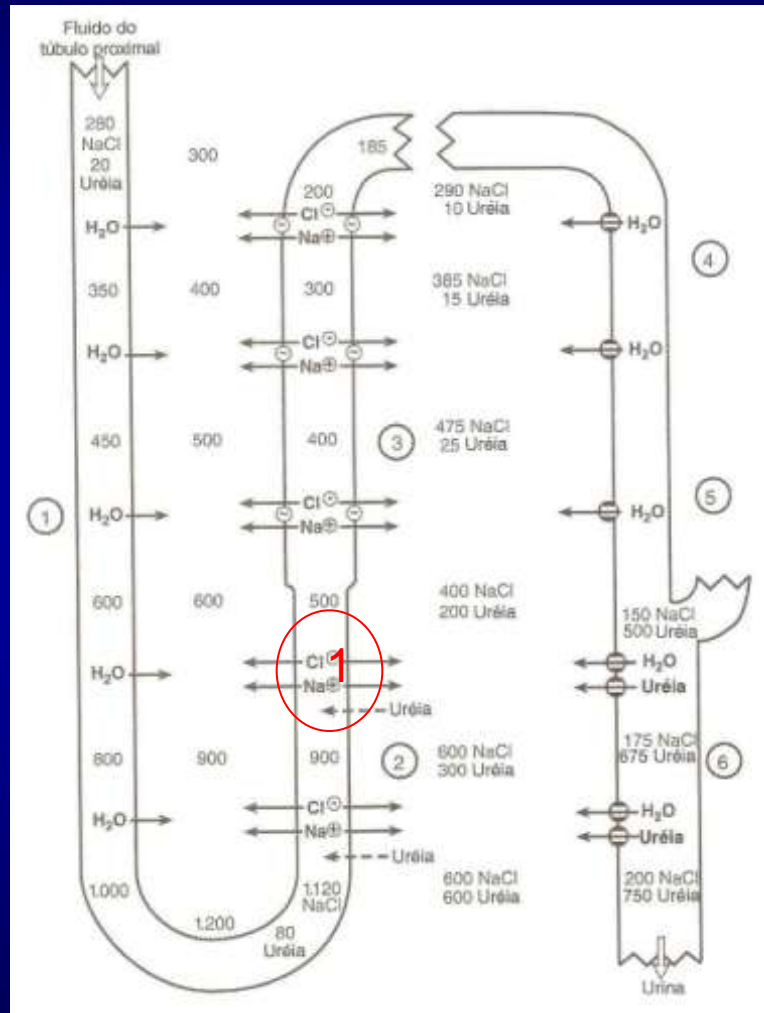 Fluido do
túbulo proximal
280
NaCl
20
Uréia
300
185
200
290 NaCl
10 Uréia
Cl⊖
Na⊕
H₂O
H₂O
4
350
400
300
385 NaCl
15 Uréia
H₂O
Cl⊖
Na⊕
H₂O
450
500
400
3
475 NaCl
25 Uréia
5
1
H₂O
Cl⊖
Na⊕
H₂O
600
600
500
400 NaCl
200 Uréia
150 NaCl
500 Uréia
1
H₂O
Cl⊖
Na⊕
H₂O
Uréia
Uréia
800
900
900
2
600 NaCl
300 Uréia
175 NaCl
675 Uréia
6
H₂O
Cl⊖
Na⊕
H₂O
Uréia
Uréia
1.000
1.200
1.120
NaCl
80
Uréia
600 NaCl
600 Uréia
200 NaCl
750 Uréia
Urina